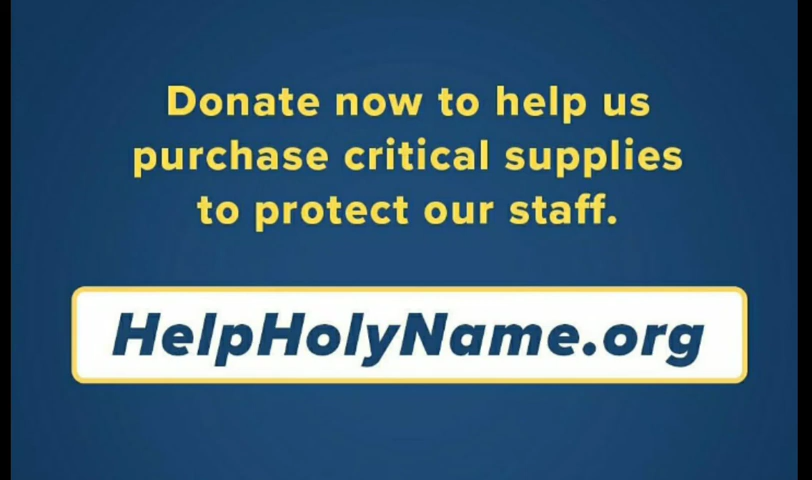 Donate now to help us
purchase critical supplies
to protect our staff.
HelpHolyName.org